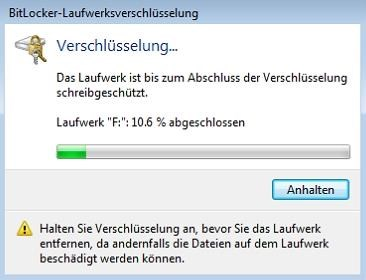 BitLocker-Laufwerksverschlüsselung
Verschlüsselung...
Das Laufwerk ist bis zum Abschluss der Verschlüsselung
schreibgeschützt.
Laufwerk "F:": 10.6 % abgeschlossen
Anhalten
Halten Sie Verschlüsselung an, bevor Sie das Laufwerk
entfernen, da andernfalls die Dateien auf dem Laufwerk
beschädigt werden können.